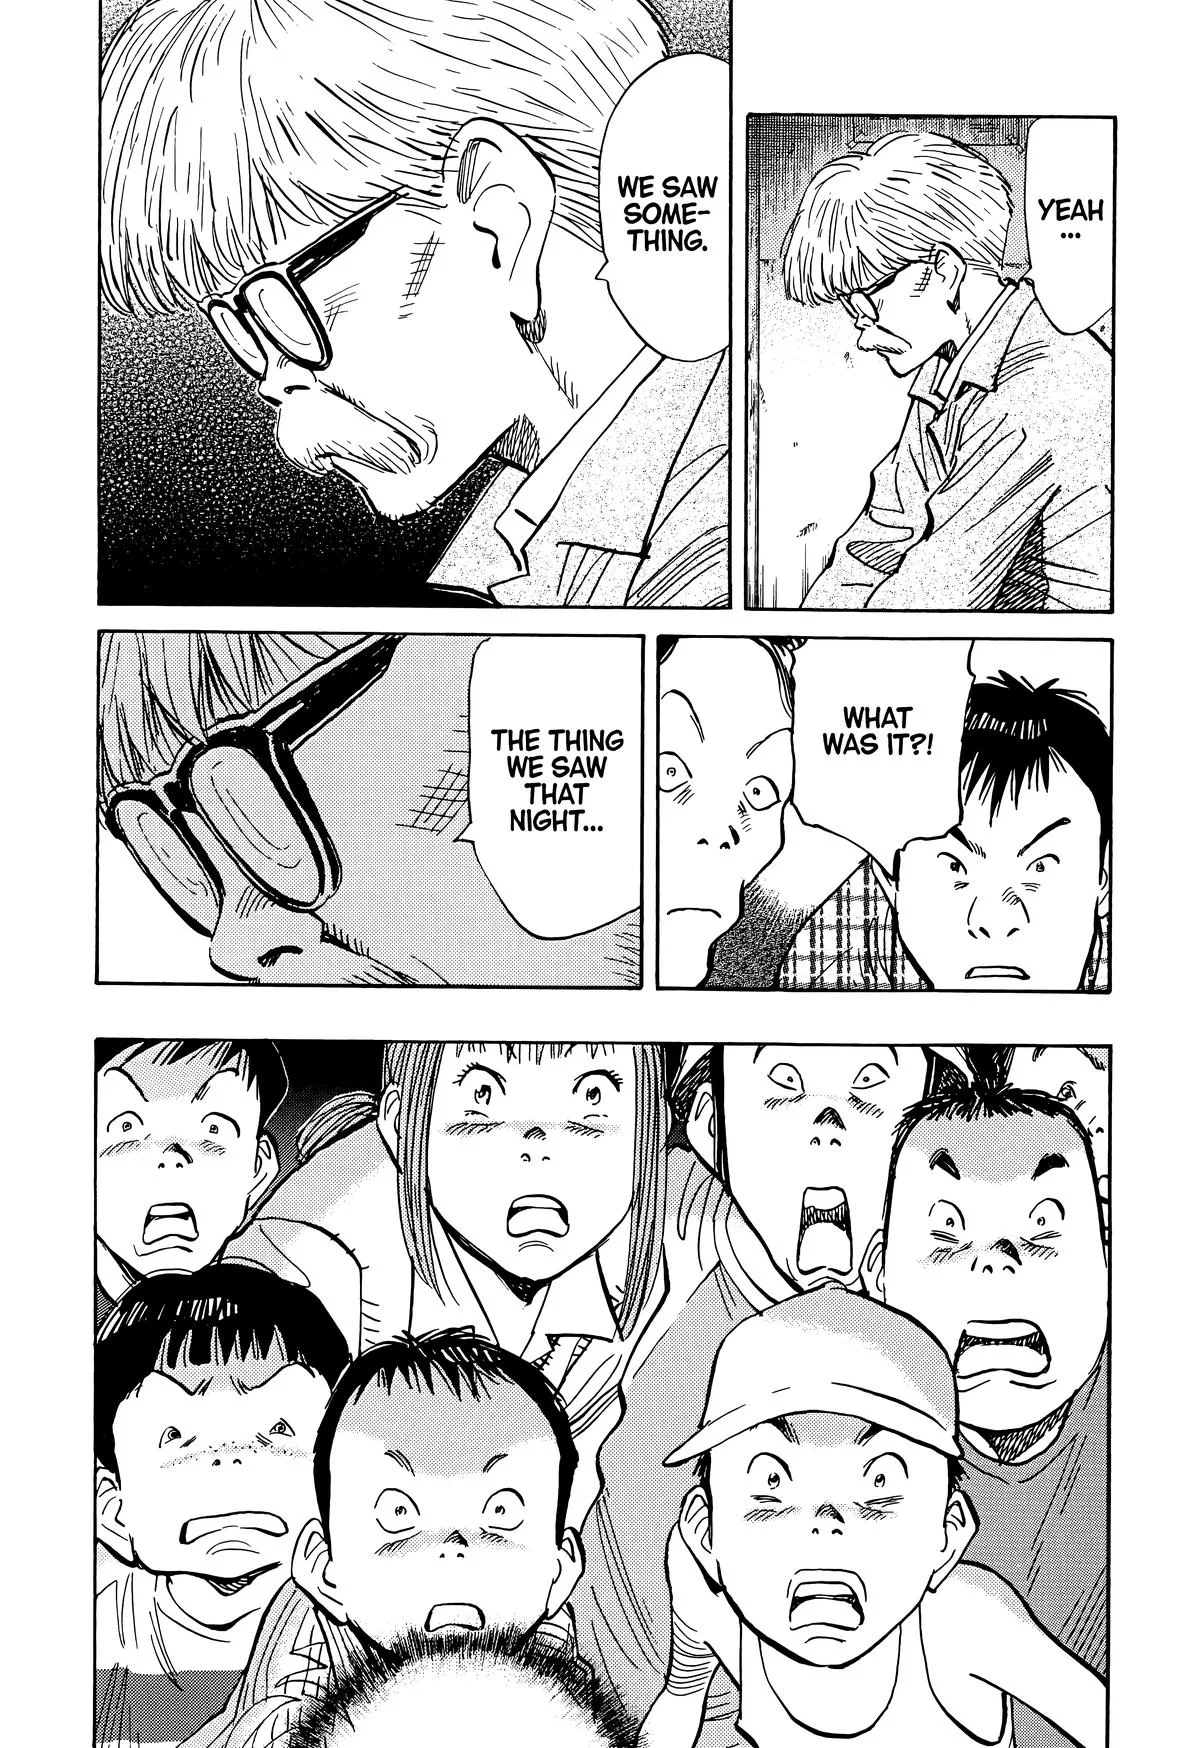 YEAH
...
WE SAW
SOME-
THING.
WHAT
WAS IT?!
THE THING
WE SAW
THAT
NIGHT...